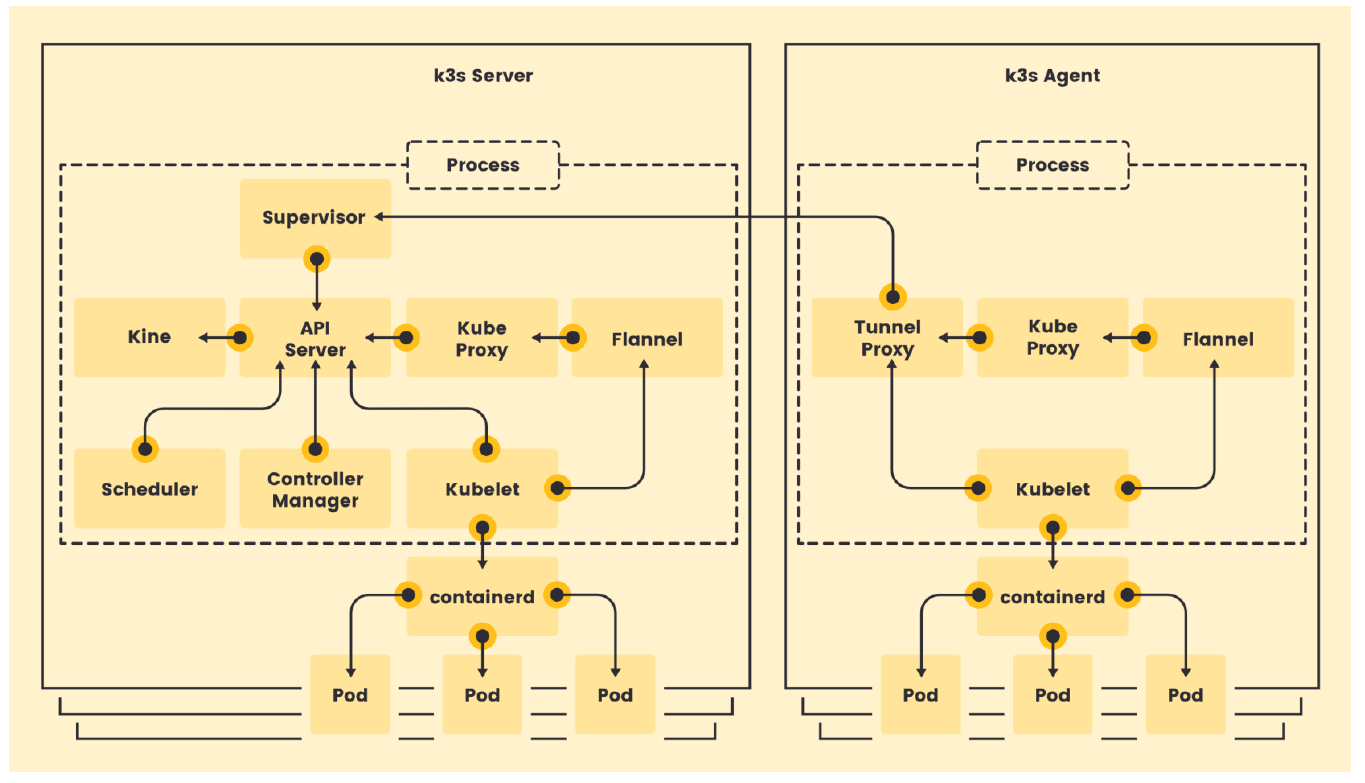 k3s Server
k3s Agent
Process
Process
Supervisor
Kine
API
Server
Kube
Proxy
Flannel
Tunnel
Proxy
Kube
Proxy
Flannel
Scheduler
Controller
Manager
Kubelet
Kubelet
containerd
containerd
Pod
Pod
Pod
Pod
Pod
Pod